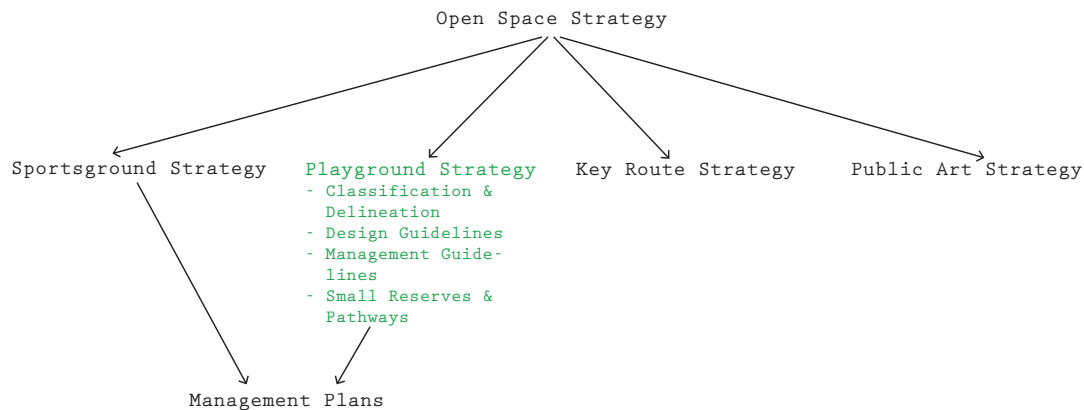 Open Space Strategy
Sportsground Strategy
Playground Strategy
- Classification &
Delineation
- Design Guidelines
- Management Guide-
lines
- Small Reserves &
Pathways
Key Route Strategy
Public Art Strategy
Management Plans